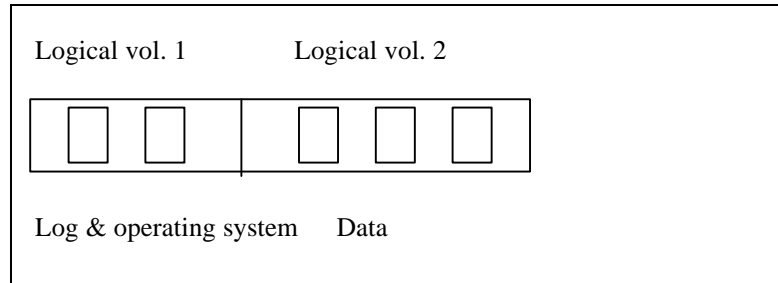 Logical vol. 1 Logical vol. 2
Log & operating system Data